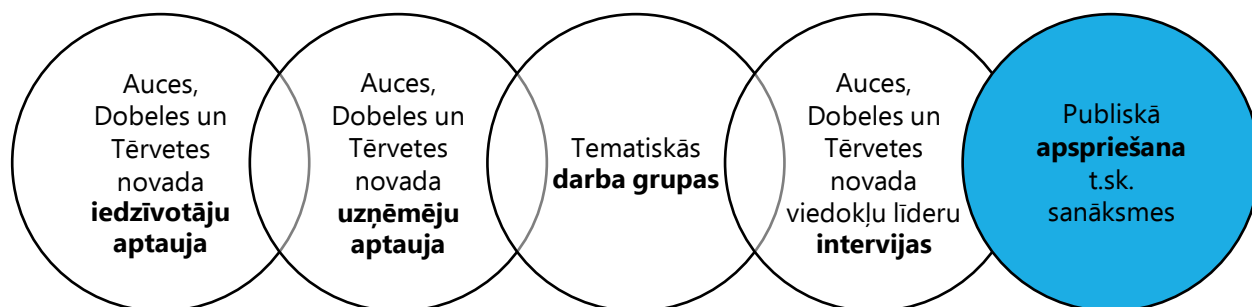 Auces,
Dobeles un
Tērvetes
novada
iedzīvotāju
aptauja
Auces,
Dobeles un
Tērvetes
novada
uzņēmēju
aptauja
Tematiskās
darba grupas
Auces,
Dobeles un
Tērvetes
novada
viedokļu līderu
intervijas
Publiskā
apspriešana
t.sk.
sanāksmes